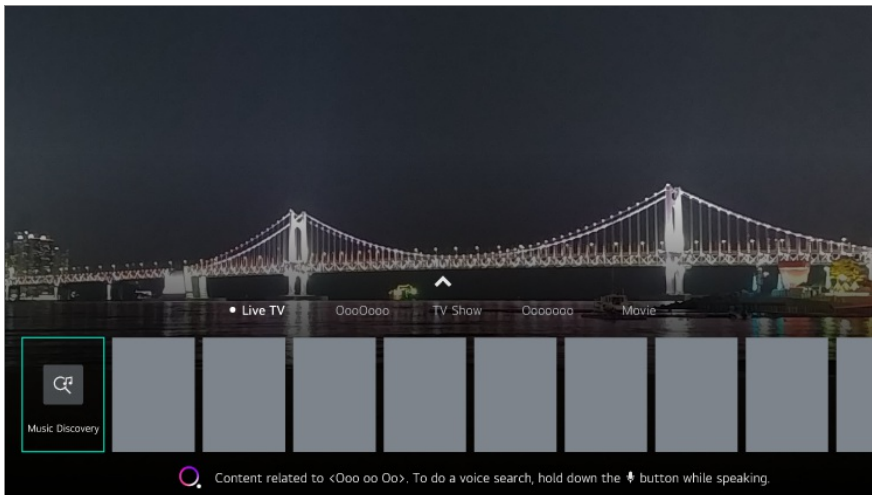 Live TV OooOooo TV Show Ooooooo Movie
Music Discovery
Content related to <Ooo oo Oo>. To do a voice search, hold down the button while speaking.